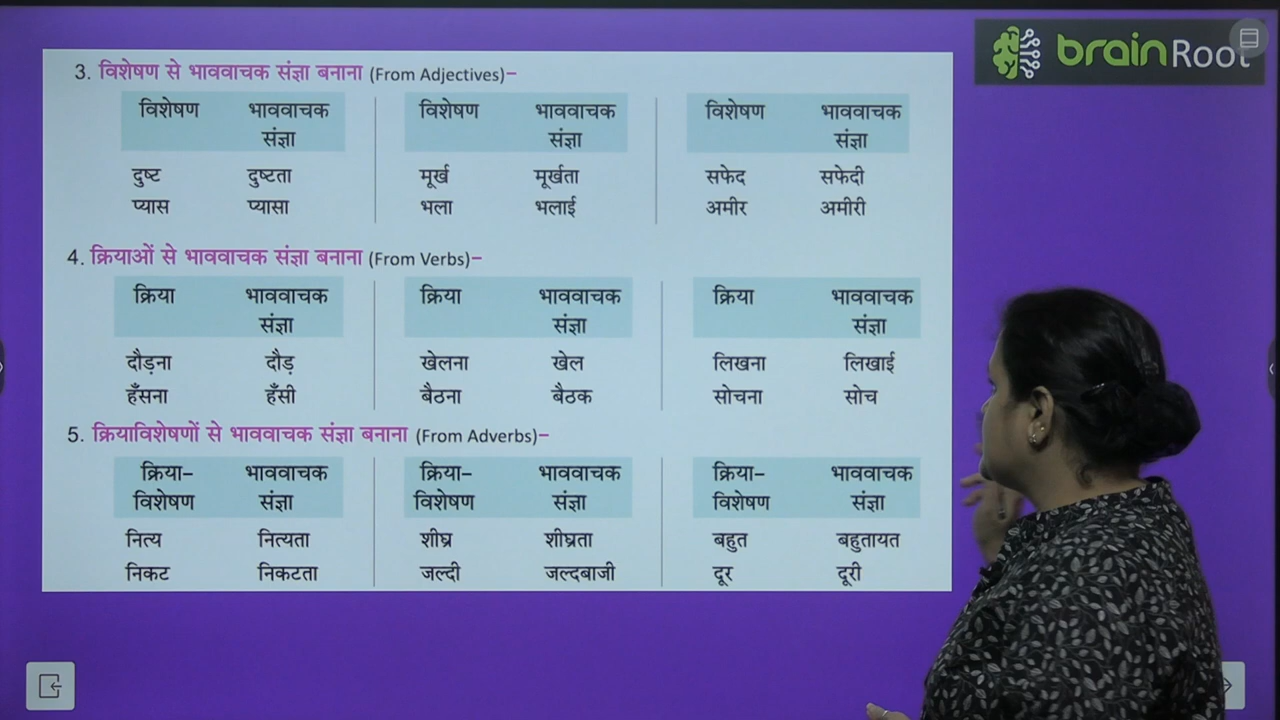 brainRoot
3. विशेषण से भाववाचक संज्ञा बनाना (From Adjectives)–
विशेषण भाववाचक संज्ञा विशेषण भाववाचक संज्ञा विशेषण भाववाचक संज्ञा
दुष्ट दुष्टता मूर्ख मूर्खता सफेद सफेदी
प्यास प्यासा भला भलाई अमीर अमीरी
4. क्रियाओं से भाववाचक संज्ञा बनाना (From Verbs)–
क्रिया भाववाचक संज्ञा क्रिया भाववाचक संज्ञा क्रिया भाववाचक संज्ञा
दौड़ना दौड़ खेलना खेल लिखना लिखाई
हँसना हँसी बैठना बैठक सोचना सोच
5. क्रियाविशेषणों से भाववाचक संज्ञा बनाना (From Adverbs)–
क्रिया– भाववाचक क्रिया– भाववाचक क्रिया– भाववाचक
विशेषण संज्ञा विशेषण संज्ञा विशेषण संज्ञा
नित्य नित्यता शीघ्र शीघ्रता बहुत बहुतायत
निकट निकटता जल्दी जल्दबाजी दूर दूरी